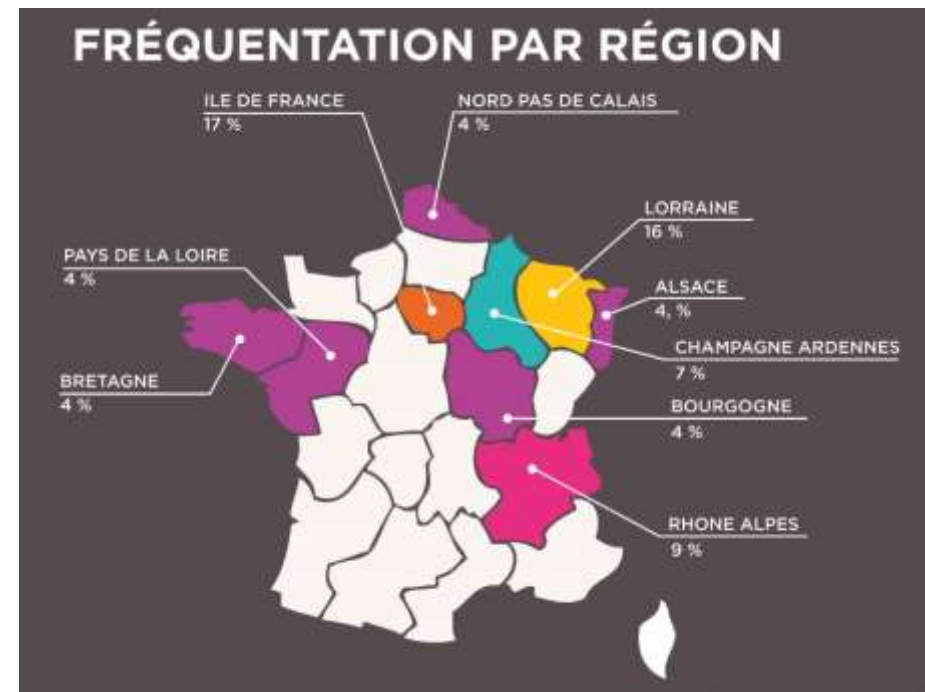 FRÉQUENTATION PAR RÉGION
ILE DE FRANCE
17 %
NORD PAS DE CALAIS
4 %
LORRAINE
16 %
PAYS DE LA LOIRE
4 %
ALSACE
4, %
CHAMPAGNE ARDENNES
7 %
BRETAGNE
4 %
BOURGOGNE
4 %
RHONE ALPES
9 %